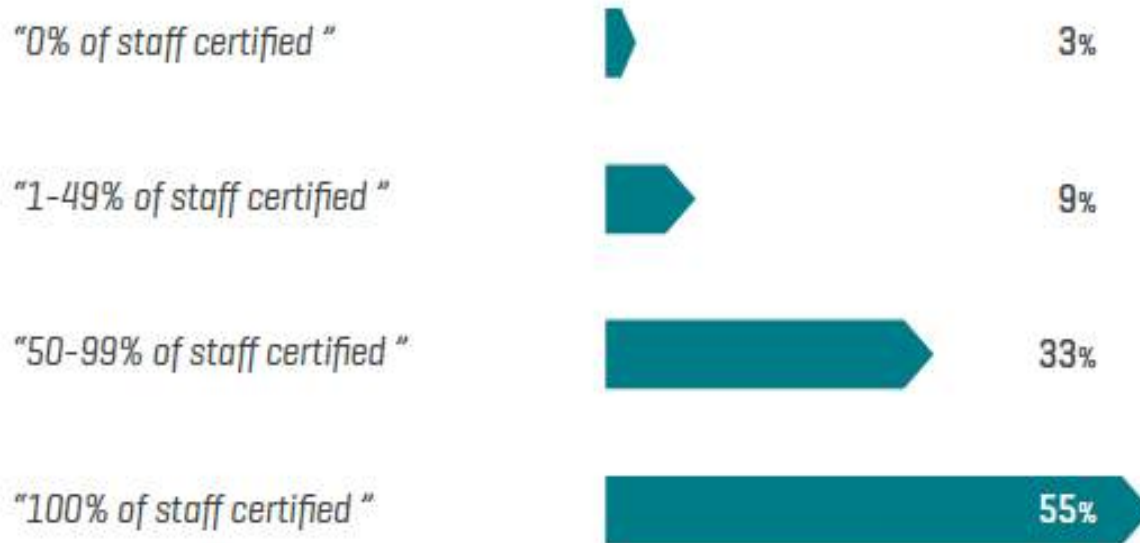 "0% of staff certified " 3%
"1-49% of staff certified " 9%
"50-99% of staff certified " 33%
"100% of staff certified " 55%